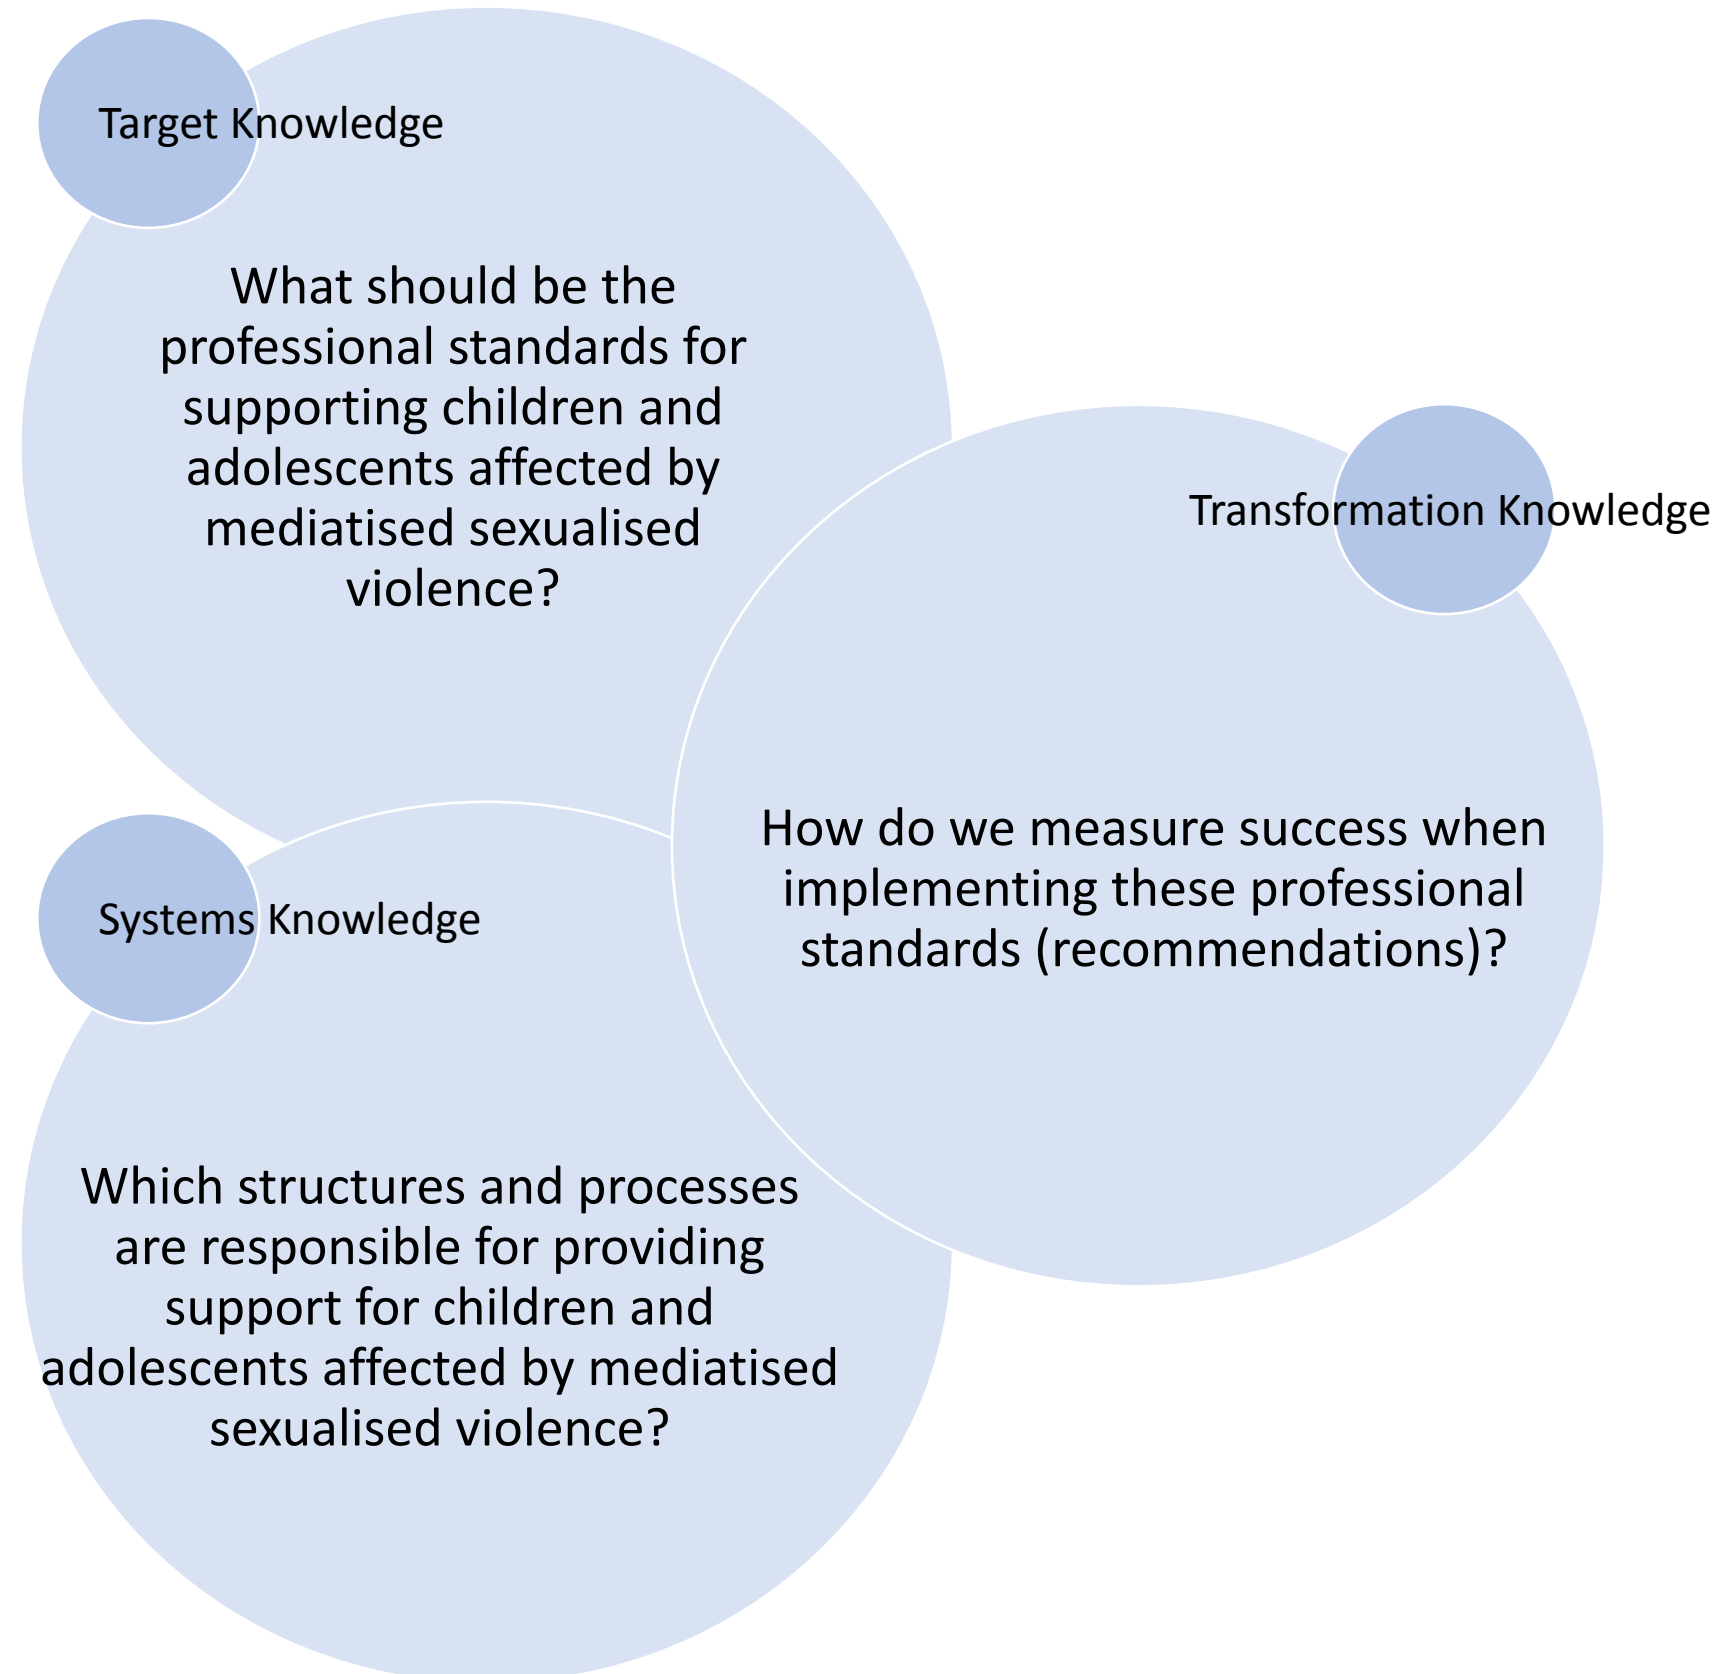 Target Knowledge
What should be the
professional standards for
supporting children and
adolescents affected by
mediatised sexualised
violence?
Transformation Knowledge
How do we measure success when
implementing these professional
standards (recommendations)?
Systems Knowledge
Which structures and processes
are responsible for providing
support for children and
adolescents affected by mediatised
sexualised violence?